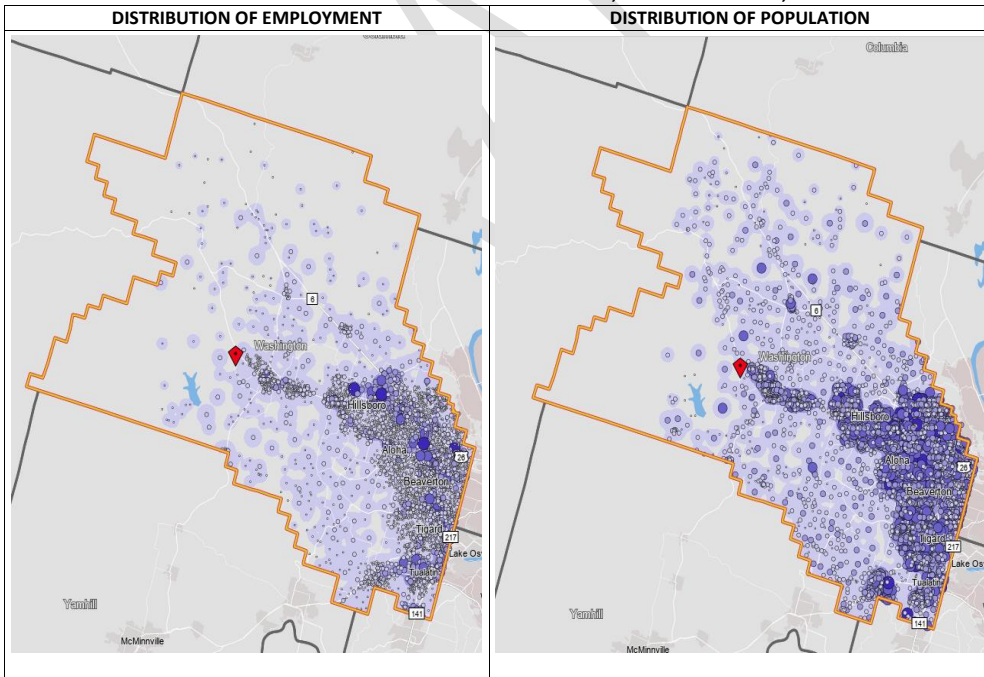 DISTRIBUTION OF EMPLOYMENT
DISTRIBUTION OF POPULATION
6
Washington
Hillsboro
Aloha
26
Beaverton
Tigard
217
Lake Os
Tualatin
141
Yamhill
McMinnville
Columbia
6
Washington
Hillsboro
Aloha
26
Beaverton
Tigard
217
Lake Os
Tualatin
141
Yamhill
McMinnville